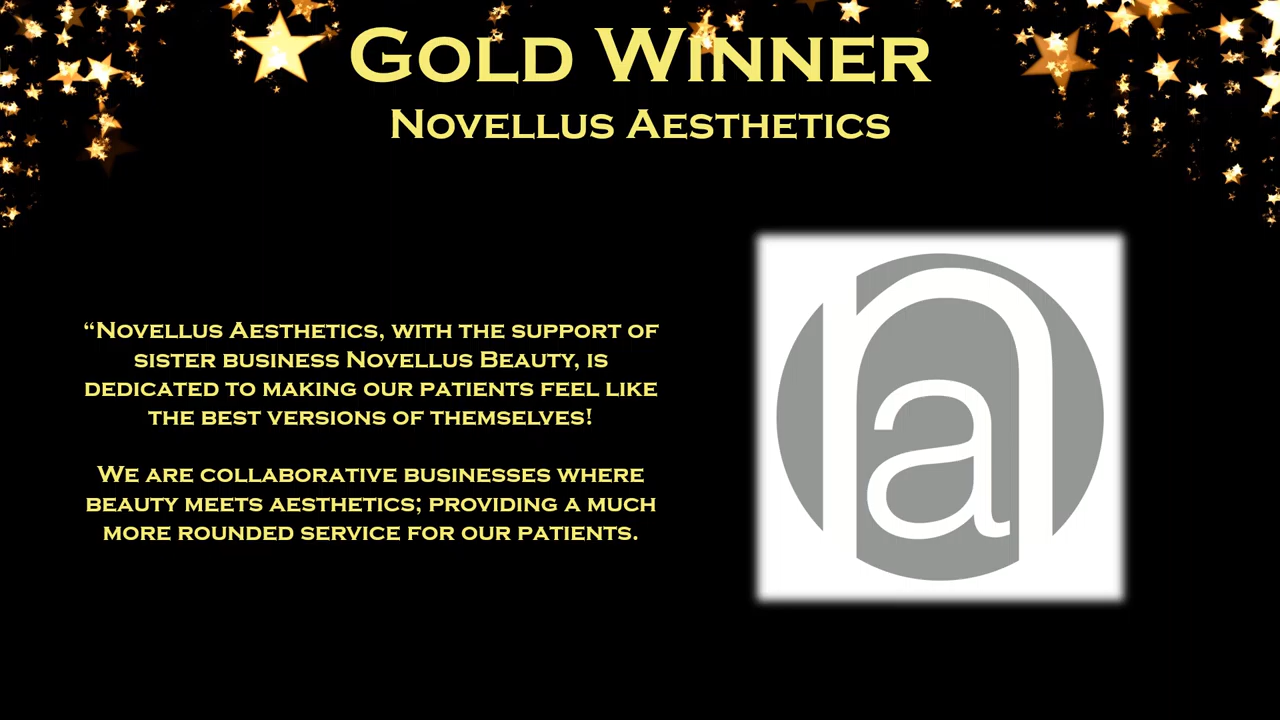 Gold Winner
Novellus Aesthetics
“Novellus Aesthetics, with the support of
sister business Novellus Beauty, is
dedicated to making our patients feel like
the best versions of themselves!
We are collaborative businesses where
beauty meets aesthetics; providing a much
more rounded service for our patients.
na